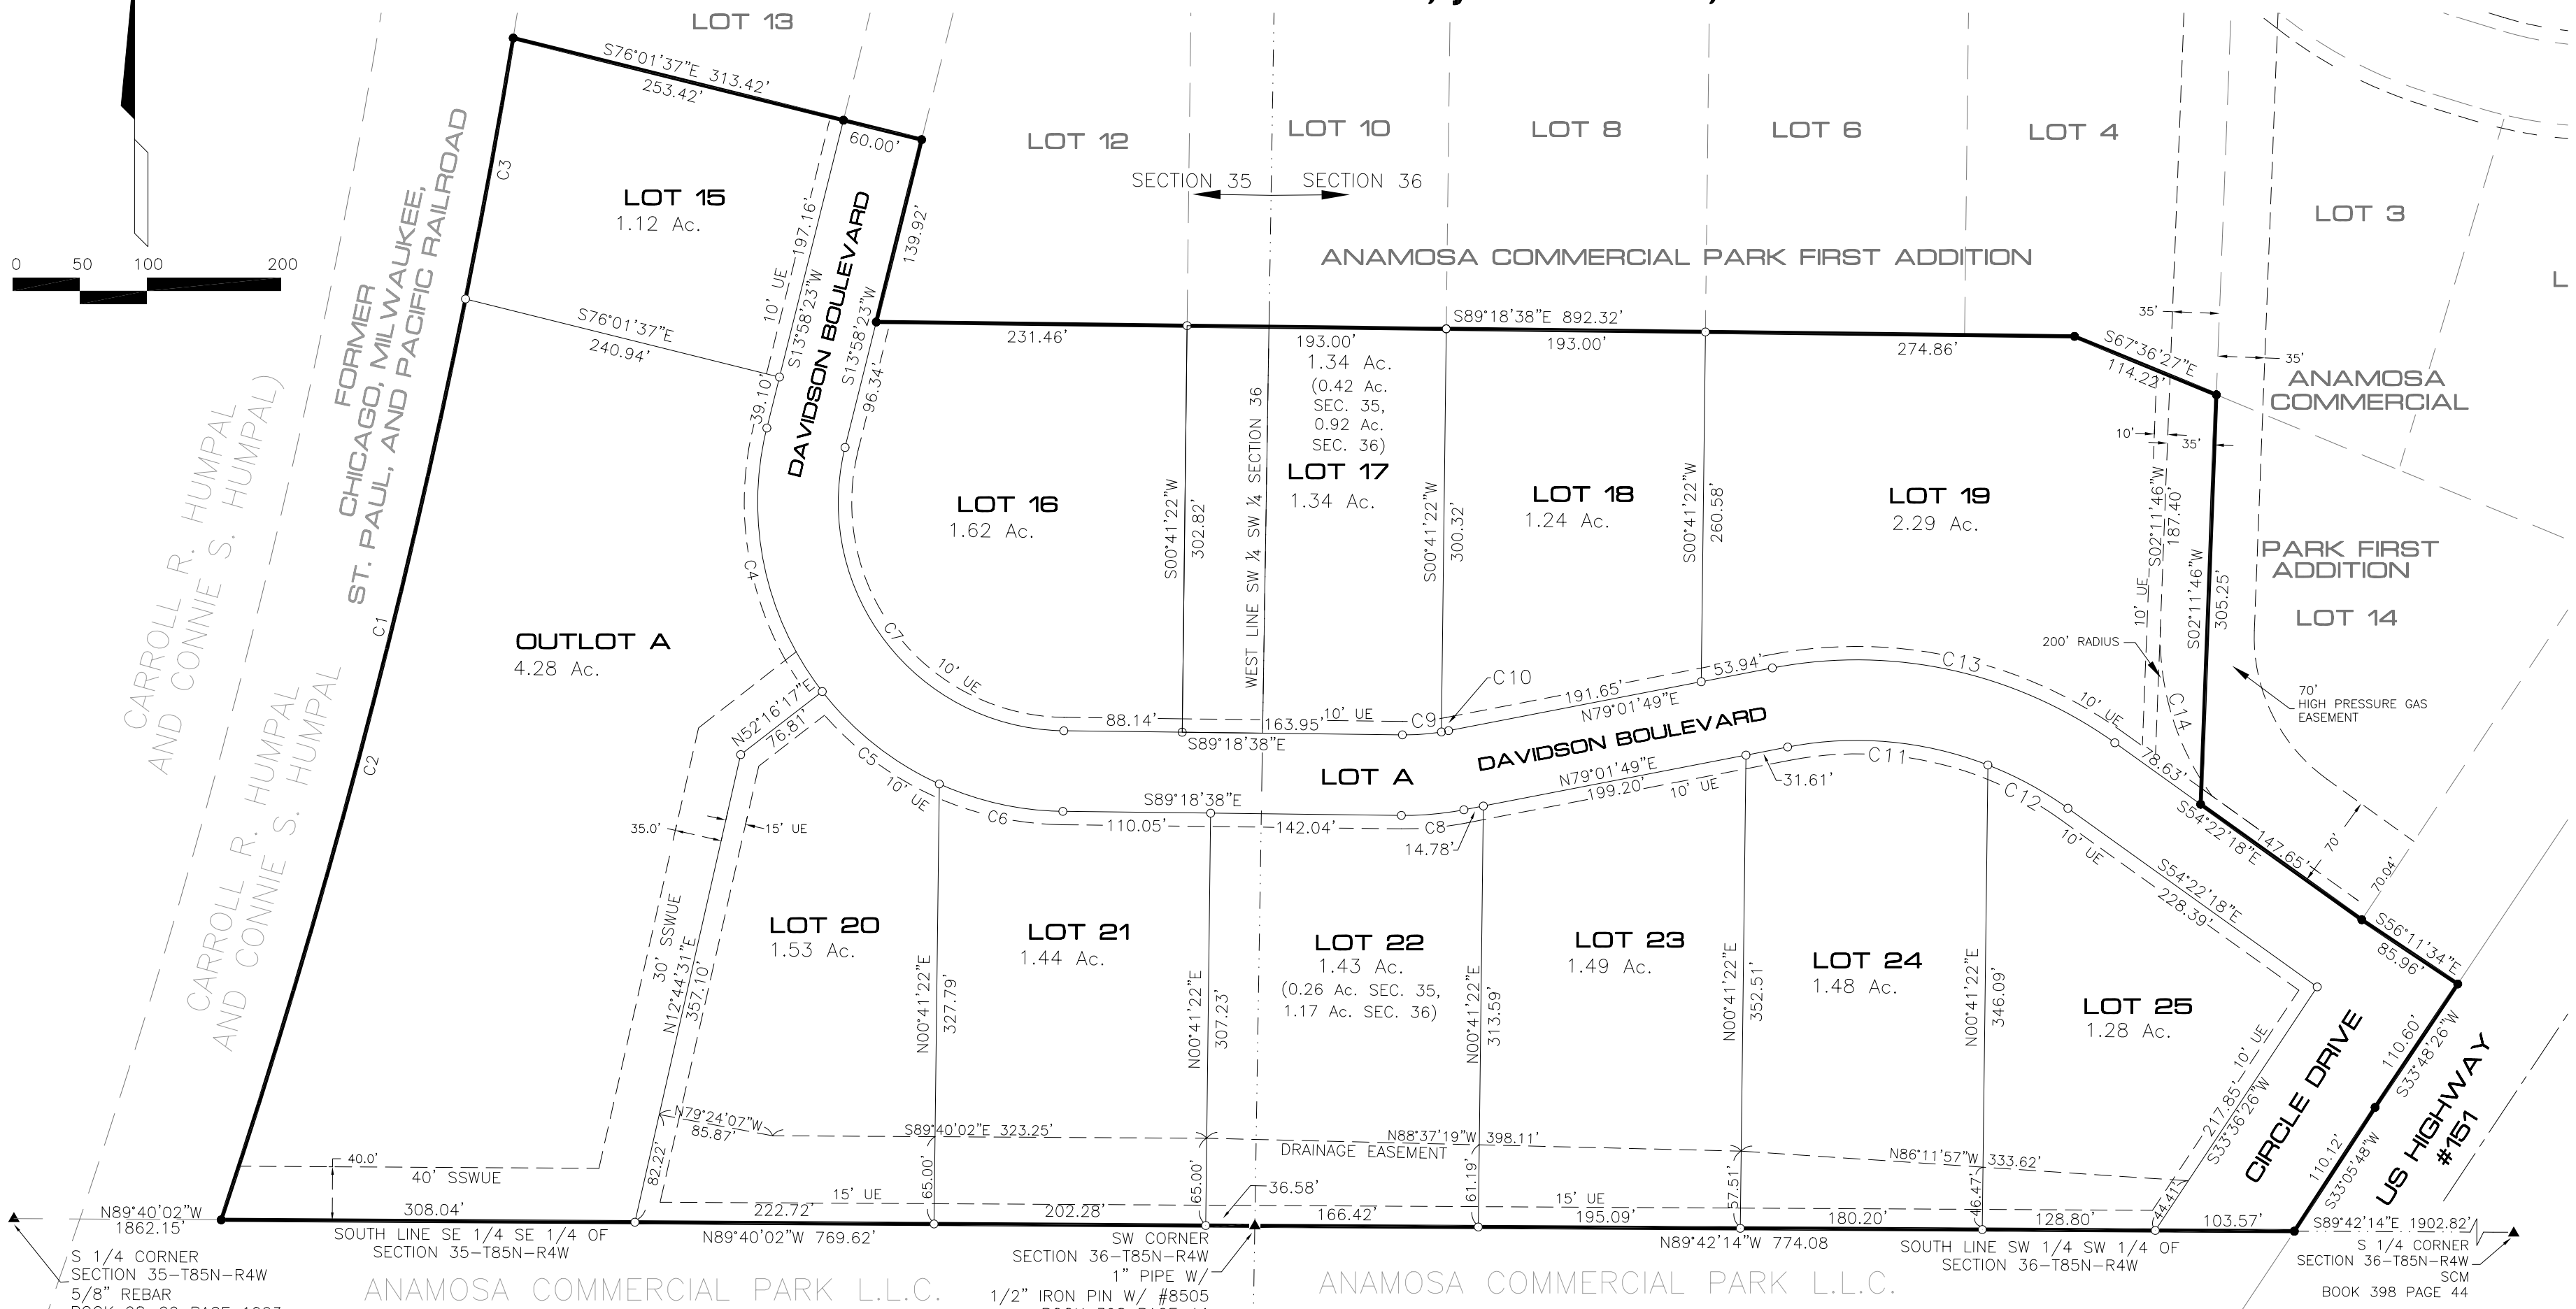 LOT 13
S76°01'37"E 313.42'
253.42'
60.00'
0 50 100 200
C3
FORMER
CHICAGO, MILWAUKEE,
ST. PAUL, AND PACIFIC RAILROAD
CARROLL R. HUMPAL
AND CONNIE S. HUMPAL)
CARROLL R. HUMPAL
AND CONNIE S. HUMPAL
C1
C2
LOT 15
1.12 Ac.
S76°01'37"E
240.94'
10' UE
197.16'
S13°58'23"W
39.10'
DAVIDSON BOULEVARD
139.92'
S13°58'23"W
96.34'
LOT 12
LOT 10
LOT 8
LOT 6
LOT 4
LOT 3
L
SECTION 35
SECTION 36
ANAMOSA COMMERCIAL PARK FIRST ADDITION
S89°18'38"E 892.32'
231.46'
193.00'
193.00'
274.86'
S67°36'27"E
114.22'
35'
35'
10'
35'
ANAMOSA
COMMERCIAL
PARK FIRST
ADDITION
LOT 14
1.34 Ac.
(0.42 Ac.
SEC. 35,
0.92 Ac.
SEC. 36)
LOT 17
1.34 Ac.
LOT 16
1.62 Ac.
S00°41'22"W
302.82'
WEST LINE SW ¼ SW ¼ SECTION 36
S00°41'22"W
300.32'
LOT 18
1.24 Ac.
S00°41'22"W
260.58'
LOT 19
2.29 Ac.
S02°11'46"W
187.40'
10' UE
S02°11'46"W
305.25'
200' RADIUS
70'
HIGH PRESSURE GAS
EASEMENT
C14
OUTLOT A
4.28 Ac.
C4
C7
10' UE
88.14'
163.95'
10' UE
S89°18'38"E
C9
C10
191.65'
N79°01'49"E
53.94'
C13
10' UE
78.63'
S54°22'18"E
147.65'
70'
70.04'
S56°11'34"E
85.96'
N52°16'17"E
76.81'
C5
10' UE
C6
S89°18'38"E
110.05'
142.04'
LOT A
C8
14.78'
DAVIDSON BOULEVARD
N79°01'49"E
199.20'
10' UE
31.61'
C11
C12
10' UE
S54°22'18"E
228.39'
35.0'
15' UE
30' SSWUE
N12°44'31"E
357.10'
LOT 20
1.53 Ac.
N00°41'22"E
327.79'
LOT 21
1.44 Ac.
N00°41'22"E
307.23'
LOT 22
1.43 Ac.
(0.26 Ac. SEC. 35,
1.17 Ac. SEC. 36)
N00°41'22"E
313.59'
LOT 23
1.49 Ac.
N00°41'22"E
352.51'
LOT 24
1.48 Ac.
N00°41'22"E
346.09'
LOT 25
1.28 Ac.
10' UE
217.85'
S33°36'26"W
CIRCLE DRIVE
110.60'
S33°48'26"W
110.12'
S33°05'48"W
US HIGHWAY
#151
N79°24'07"W
85.87'
S89°40'02"E 323.25'
N88°37'19"W 398.11'
DRAINAGE EASEMENT
N86°11'57"W 333.62'
82.22'
65.00'
65.00'
61.19'
57.51'
46.47'
44.41'
40.0'
40' SSWUE
15' UE
36.58'
15' UE
N89°40'02"W
1862.15'
308.04'
222.72'
202.28'
166.42'
195.09'
180.20'
128.80'
103.57'
S89°42'14"E 1902.82'
SOUTH LINE SE 1/4 SE 1/4 OF
SECTION 35-T85N-R4W
N89°40'02"W 769.62'
N89°42'14"W 774.08
SOUTH LINE SW 1/4 SW 1/4 OF
SECTION 36-T85N-R4W
S 1/4 CORNER
SECTION 35-T85N-R4W
5/8" REBAR
SW CORNER
SECTION 36-T85N-R4W
1" PIPE W/
1/2" IRON PIN W/ #8505
S 1/4 CORNER
SECTION 36-T85N-R4W
SCM
BOOK 398 PAGE 44
ANAMOSA COMMERCIAL PARK L.L.C.
ANAMOSA COMMERCIAL PARK L.L.C.